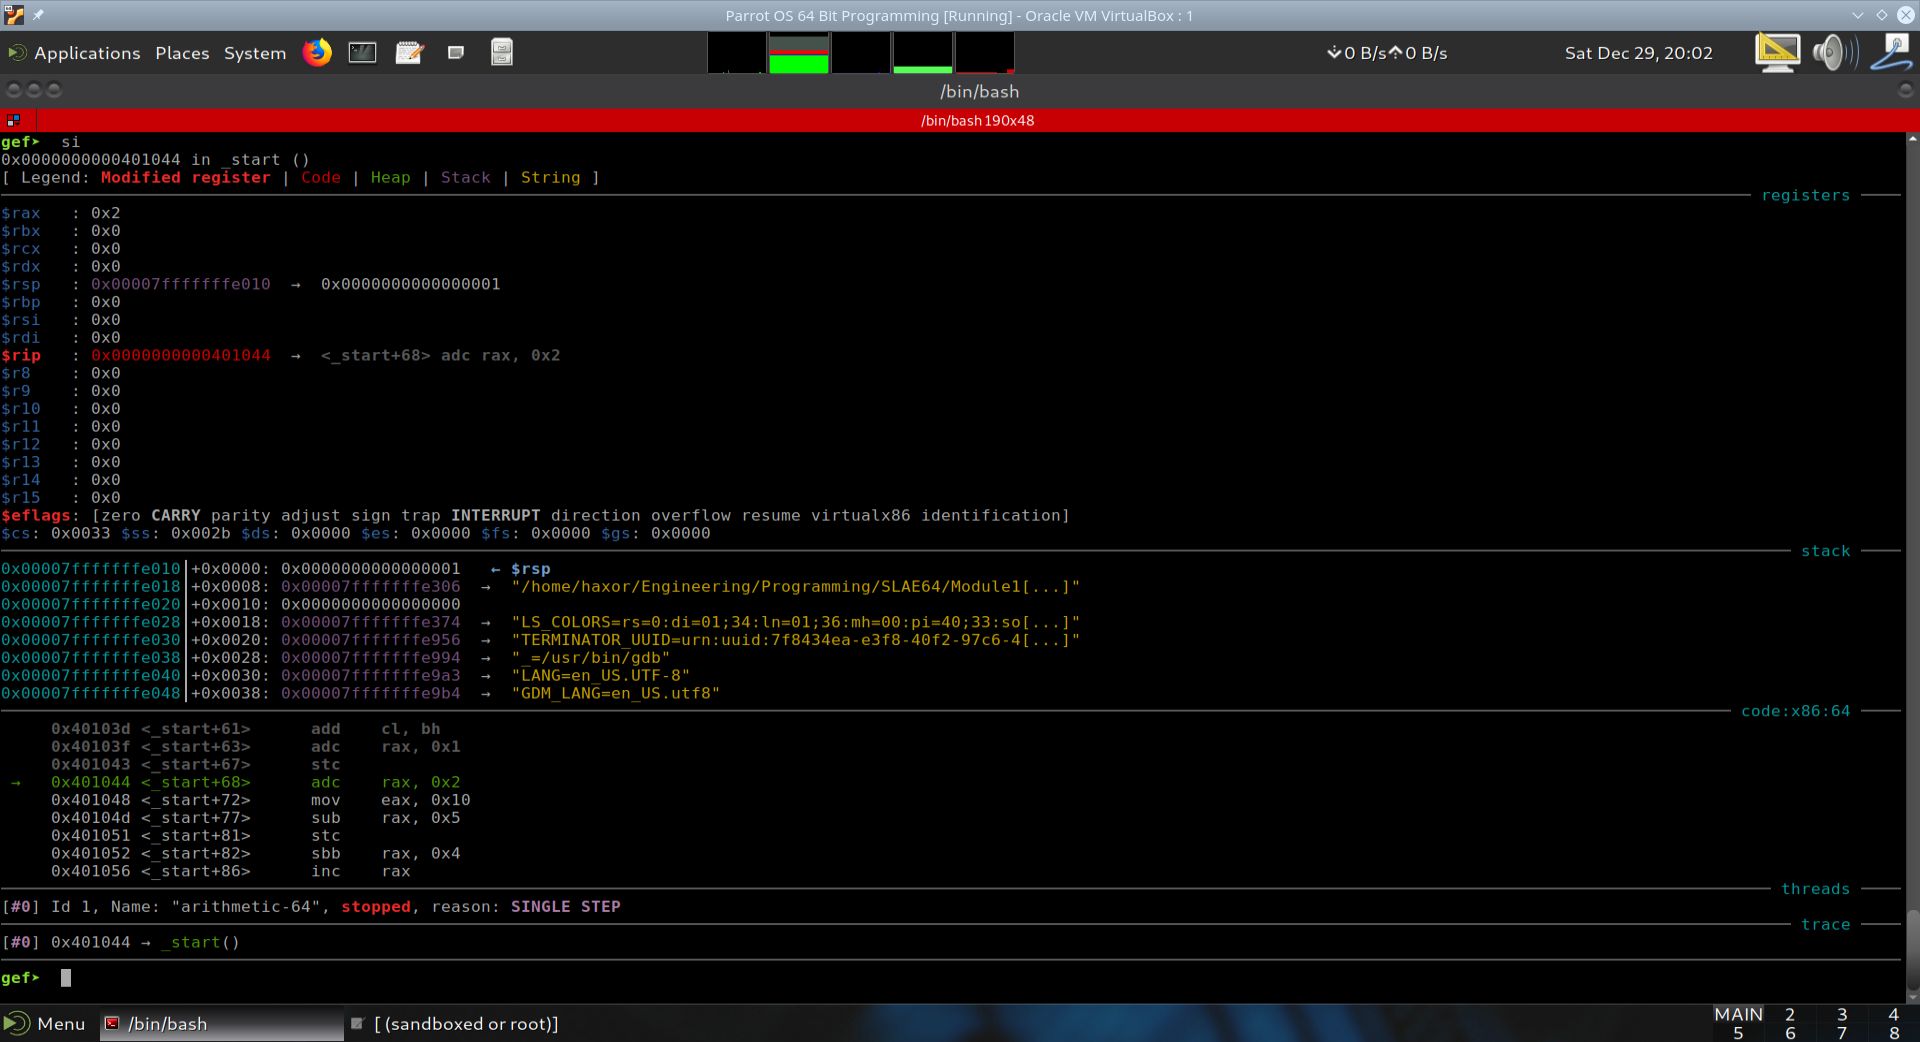 Parrot OS 64 Bit Programming [Running] - Oracle VM VirtualBox : 1
Applications Places System 0 B/s 0 B/s Sat Dec 29, 20:02
/bin/bash
/bin/bash 190x48
gef➤ si
0x0000000000401044 in _start ()
[ Legend: Modified register | Code | Heap | Stack | String ]
registers
$rax : 0x2
$rbx : 0x0
$rcx : 0x0
$rdx : 0x0
$rsp : 0x00007fffffffe010 → 0x0000000000000001
$rbp : 0x0
$rsi : 0x0
$rdi : 0x0
$rip : 0x0000000000401044 → <_start+68> adc rax, 0x2
$r8 : 0x0
$r9 : 0x0
$r10 : 0x0
$r11 : 0x0
$r12 : 0x0
$r13 : 0x0
$r14 : 0x0
$r15 : 0x0
$eflags: [zero CARRY parity adjust sign trap INTERRUPT direction overflow resume virtualx86 identification]
$cs: 0x0033 $ss: 0x002b $ds: 0x0000 $es: 0x0000 $fs: 0x0000 $gs: 0x0000
stack
0x00007fffffffe010│+0x0000: 0x0000000000000001 ← $rsp
0x00007fffffffe018│+0x0008: 0x00007fffffffe306 → "/home/haxor/Engineering/Programming/SLAE64/Module1[...]"
0x00007fffffffe020│+0x0010: 0x0000000000000000
0x00007fffffffe028│+0x0018: 0x00007fffffffe374 → "LS_COLORS=rs=0:di=01;34:ln=01;36:mh=00:pi=40;33:so[...]"
0x00007fffffffe030│+0x0020: 0x00007fffffffe956 → "TERMINATOR_UUID=urn:uuid:7f8434ea-e3f8-40f2-97c6-4[...]"
0x00007fffffffe038│+0x0028: 0x00007fffffffe994 → "_=/usr/bin/gdb"
0x00007fffffffe040│+0x0030: 0x00007fffffffe9a3 → "LANG=en_US.UTF-8"
0x00007fffffffe048│+0x0038: 0x00007fffffffe9b4 → "GDM_LANG=en_US.utf8"
code:x86:64
0x40103d <_start+61> add cl, bh
0x40103f <_start+63> adc rax, 0x1
0x401043 <_start+67> stc
→ 0x401044 <_start+68> adc rax, 0x2
0x401048 <_start+72> mov eax, 0x10
0x40104d <_start+77> sub rax, 0x5
0x401051 <_start+81> stc
0x401052 <_start+82> sbb rax, 0x4
0x401056 <_start+86> inc rax
threads
[#0] Id 1, Name: "arithmetic-64", stopped, reason: SINGLE STEP
trace
[#0] 0x401044 → _start()
gef➤
Menu /bin/bash [ (sandboxed or root)]
MAIN 2 3 4
5 6 7 8